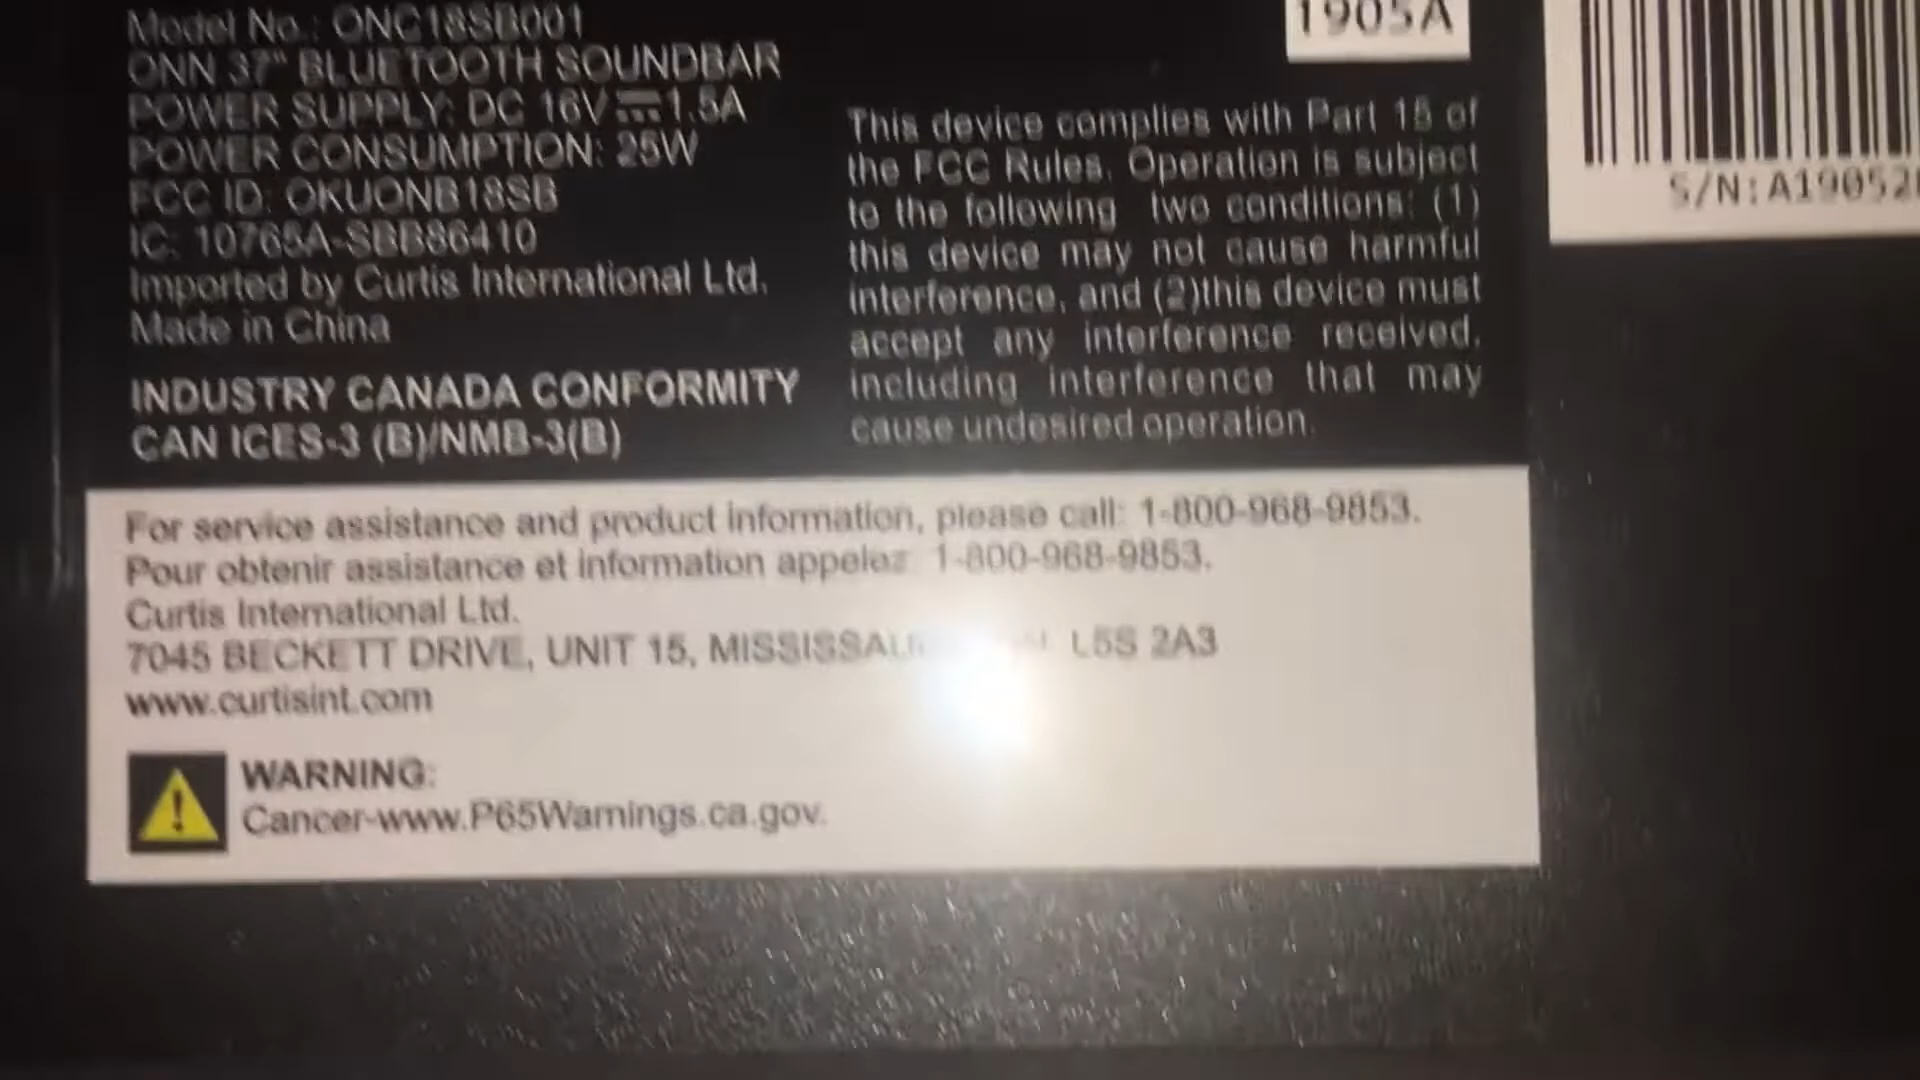 Model No.: ONC18SB001
ONN 37" BLUETOOTH SOUNDBAR
POWER SUPPLY: DC 16V⎓1.5A
POWER CONSUMPTION: 25W
FCC ID: OKUONB18SB
IC: 10765A-SBB86410
Imported by Curtis International Ltd.
Made in China
INDUSTRY CANADA CONFORMITY
CAN ICES-3 (B)/NMB-3(B)
1905A
This device complies with Part 15 of
the FCC Rules. Operation is subject
to the following two conditions: (1)
this device may not cause harmful
interference, and (2)this device must
accept any interference received,
including interference that may
cause undesired operation.
S/N:A19052
For service assistance and product information, please call: 1-800-968-9853.
Pour obtenir assistance et information appelez: 1-800-968-9853.
Curtis International Ltd.
7045 BECKETT DRIVE, UNIT 15, L5S 2A3
www.curtisint.com
WARNING:
Cancer-www.P65Warnings.ca.gov.